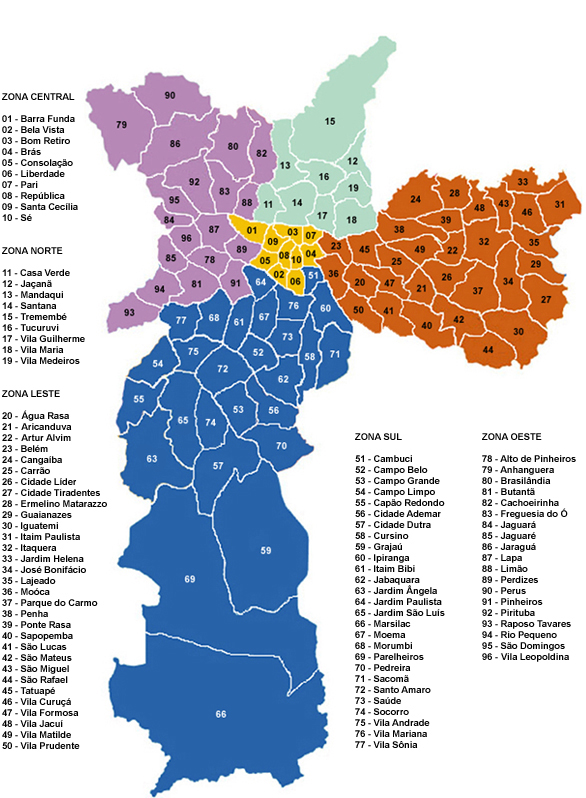 ZONA CENTRAL
01 - Barra Funda
02 - Bela Vista
03 - Bom Retiro
04 - Brás
05 - Consolação
06 - Liberdade
07 - Pari
08 - República
09 - Santa Cecília
10 - Sé
ZONA NORTE
11 - Casa Verde
12 - Jaçanã
13 - Mandaqui
14 - Santana
15 - Tremembé
16 - Tucuruvi
17 - Vila Guilherme
18 - Vila Maria
19 - Vila Medeiros
ZONA LESTE
20 - Água Rasa
21 - Aricanduva
22 - Artur Alvim
23 - Belém
24 - Cangaiba
25 - Carrão
26 - Cidade Lider
27 - Cidade Tiradentes
28 - Ermelino Matarazzo
29 - Guaianazes
30 - Iguatemi
31 - Itaim Paulista
32 - Itaquera
33 - Jardim Helena
34 - José Bonifácio
35 - Lajeado
36 - Moóca
37 - Parque do Carmo
38 - Penha
39 - Ponte Rasa
40 - Sapopemba
41 - São Lucas
42 - São Mateus
43 - São Miguel
44 - São Rafael
45 - Tatuapé
46 - Vila Curuçá
47 - Vila Formosa
48 - Vila Jacuí
49 - Vila Matilde
50 - Vila Prudente
ZONA SUL
51 - Cambuci
52 - Campo Belo
53 - Campo Grande
54 - Campo Limpo
55 - Capão Redondo
56 - Cidade Ademar
57 - Cidade Dutra
58 - Cursino
59 - Grajaú
60 - Ipiranga
61 - Itaim Bibi
62 - Jabaquara
63 - Jardim Ângela
64 - Jardim Paulista
65 - Jardim São Luís
66 - Marsilac
67 - Moema
68 - Morumbi
69 - Parelheiros
70 - Pedreira
71 - Sacomã
72 - Santo Amaro
73 - Saúde
74 - Socorro
75 - Vila Andrade
76 - Vila Mariana
77 - Vila Sônia
ZONA OESTE
78 - Alto de Pinheiros
79 - Anhanguera
80 - Brasilândia
81 - Butantã
82 - Cachoeirinha
83 - Freguesia do Ó
84 - Jaguará
85 - Jaguaré
86 - Jaraguá
87 - Lapa
88 - Limão
89 - Perdizes
90 - Perus
91 - Pinheiros
92 - Pirituba
93 - Raposo Tavares
94 - Rio Pequeno
95 - São Domingos
96 - Vila Leopoldina
90
79
86
80
82
92
83
88
95
84
96
87
85
78
89
94
81
91
93
15
13
12
16
19
11
14
17
18
01
03
07
09
08
10
04
05
02
06
33
24
28
48
43
46
31
39
38
32
35
23
45
49
22
29
25
36
20
47
21
26
37
34
27
50
41
40
42
30
44
51
64
76
60
77
68
61
67
73
75
52
58
71
54
72
62
55
65
74
53
56
70
63
57
59
69
66